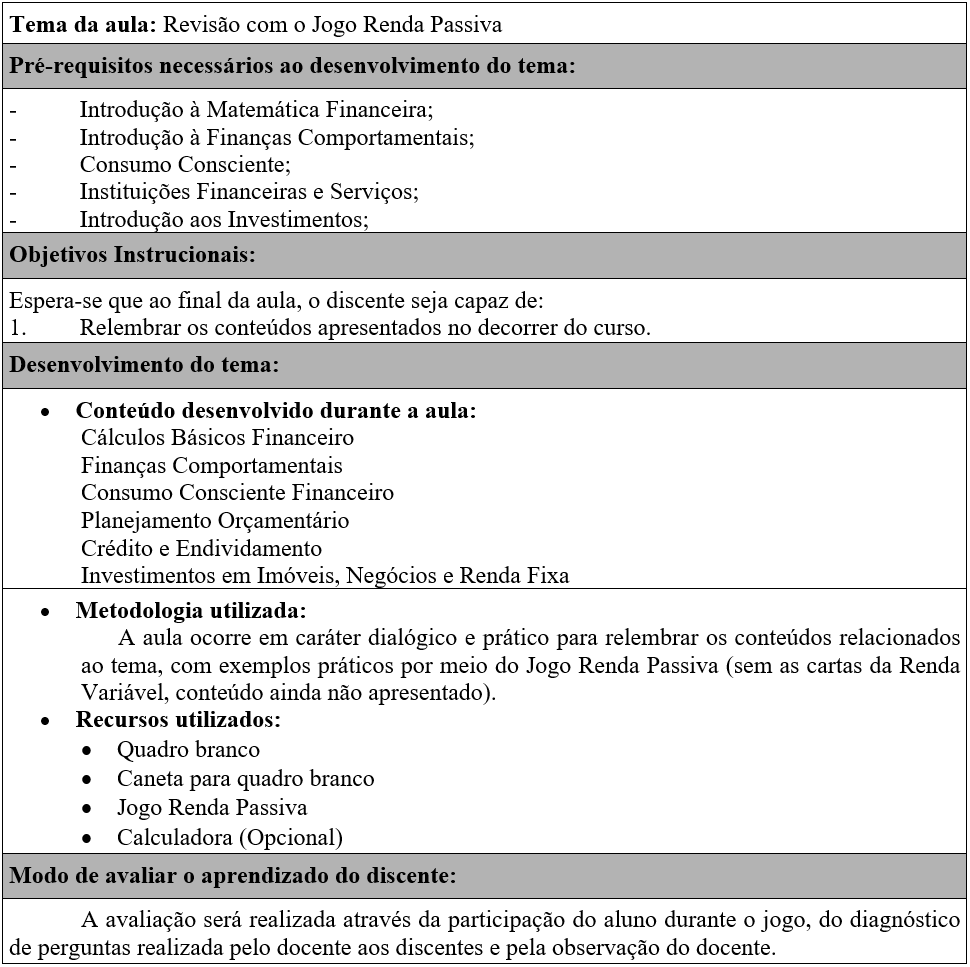 Tema da aula: Revisão com o Jogo Renda Passiva
Pré-requisitos necessários ao desenvolvimento do tema:
- Introdução à Matemática Financeira;
- Introdução à Finanças Comportamentais;
- Consumo Consciente;
- Instituições Financeiras e Serviços;
- Introdução aos Investimentos;
Objetivos Instrucionais:
Espera-se que ao final da aula, o discente seja capaz de:
1. Relembrar os conteúdos apresentados no decorrer do curso.
Desenvolvimento do tema:
• Conteúdo desenvolvido durante a aula:
Cálculos Básicos Financeiro
Finanças Comportamentais
Consumo Consciente Financeiro
Planejamento Orçamentário
Crédito e Endividamento
Investimentos em Imóveis, Negócios e Renda Fixa
• Metodologia utilizada:
A aula ocorre em caráter dialógico e prático para relembrar os conteúdos relacionados
ao tema, com exemplos práticos por meio do Jogo Renda Passiva (sem as cartas da Renda
Variável, conteúdo ainda não apresentado).
• Recursos utilizados:
• Quadro branco
• Caneta para quadro branco
• Jogo Renda Passiva
• Calculadora (Opcional)
Modo de avaliar o aprendizado do discente:
A avaliação será realizada através da participação do aluno durante o jogo, do diagnóstico
de perguntas realizada pelo docente aos discentes e pela observação do docente.